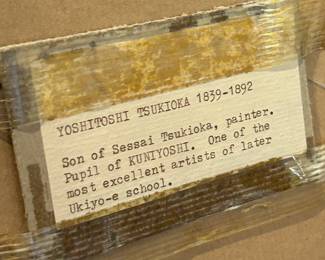 YOSHITOSHI TSUKIOKA 1839-1892
Son of Sessai Tsukioka, painter.
Pupil of KUNIYOSHI. One of the
most excellent artists of later
Ukiyo-e school.